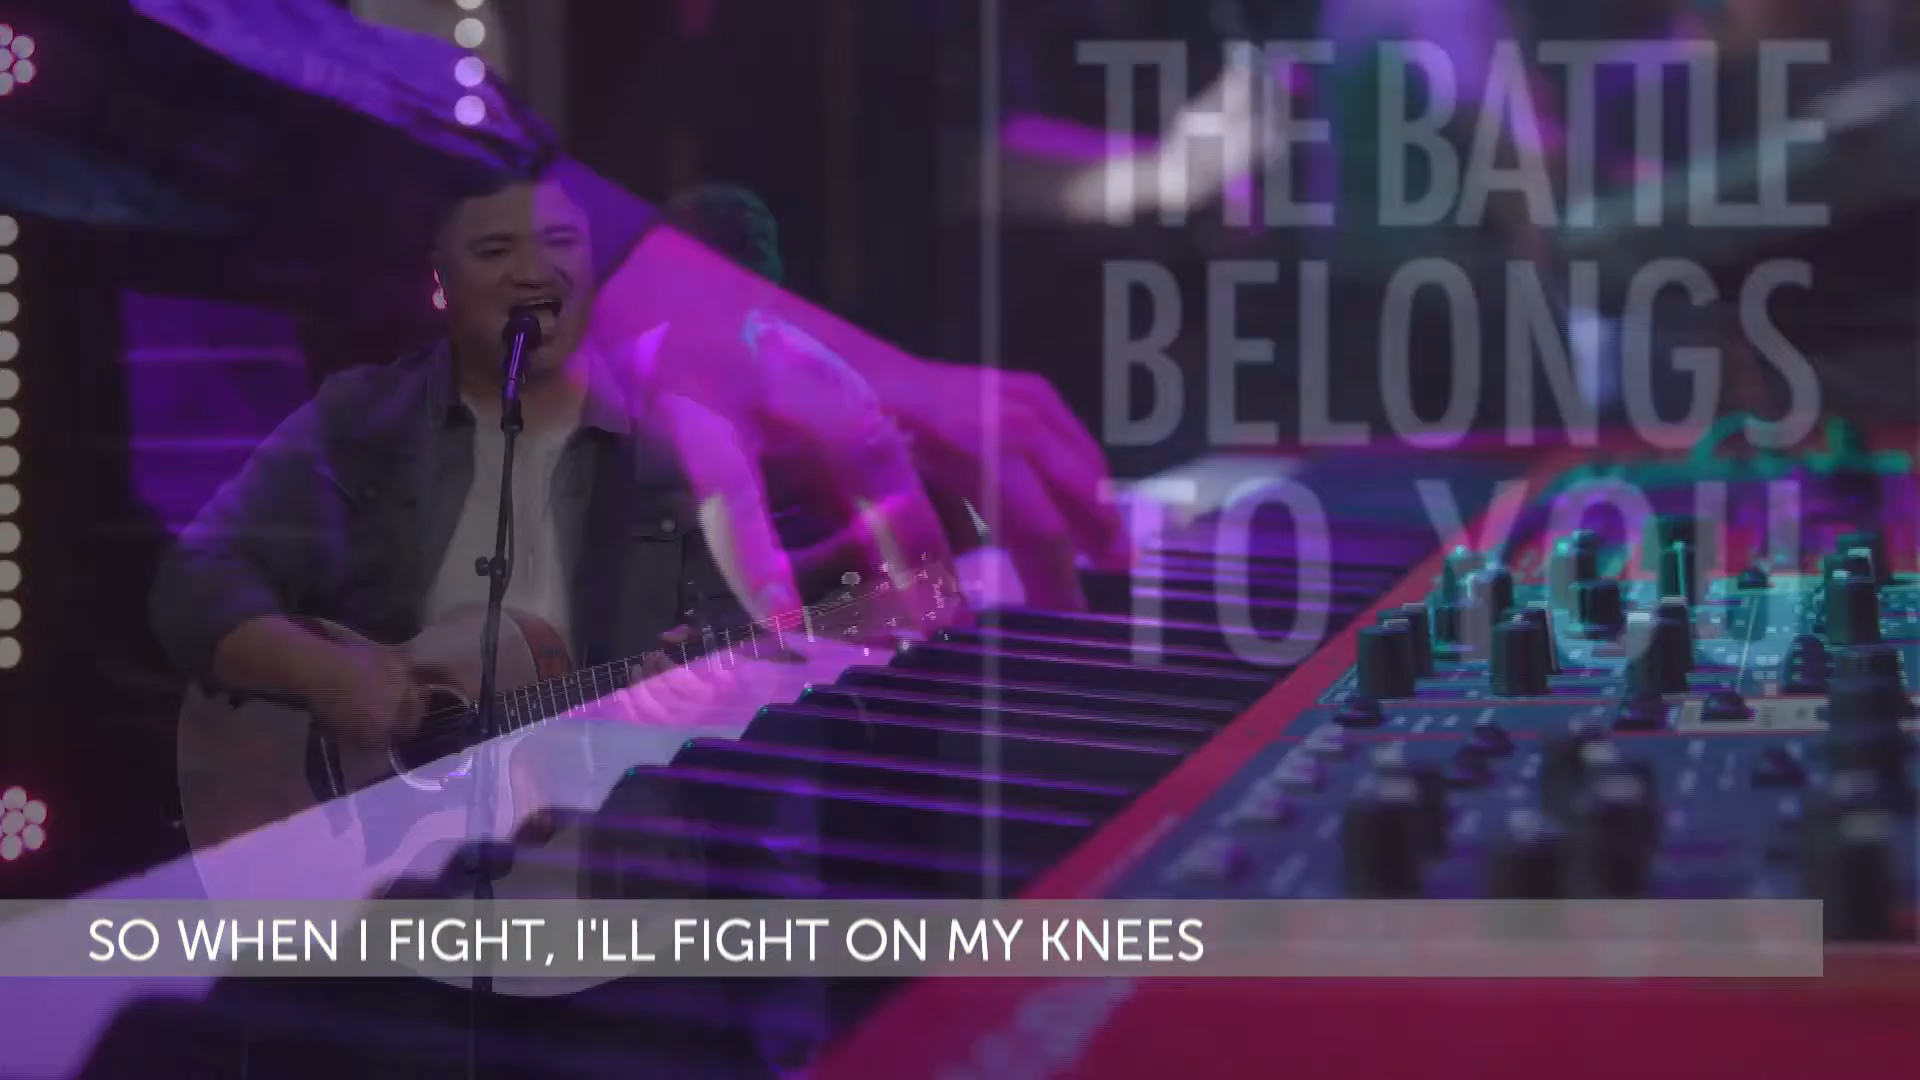 THE BATTLE
BELONGS
TO YOU
SO WHEN I FIGHT, I'LL FIGHT ON MY KNEES